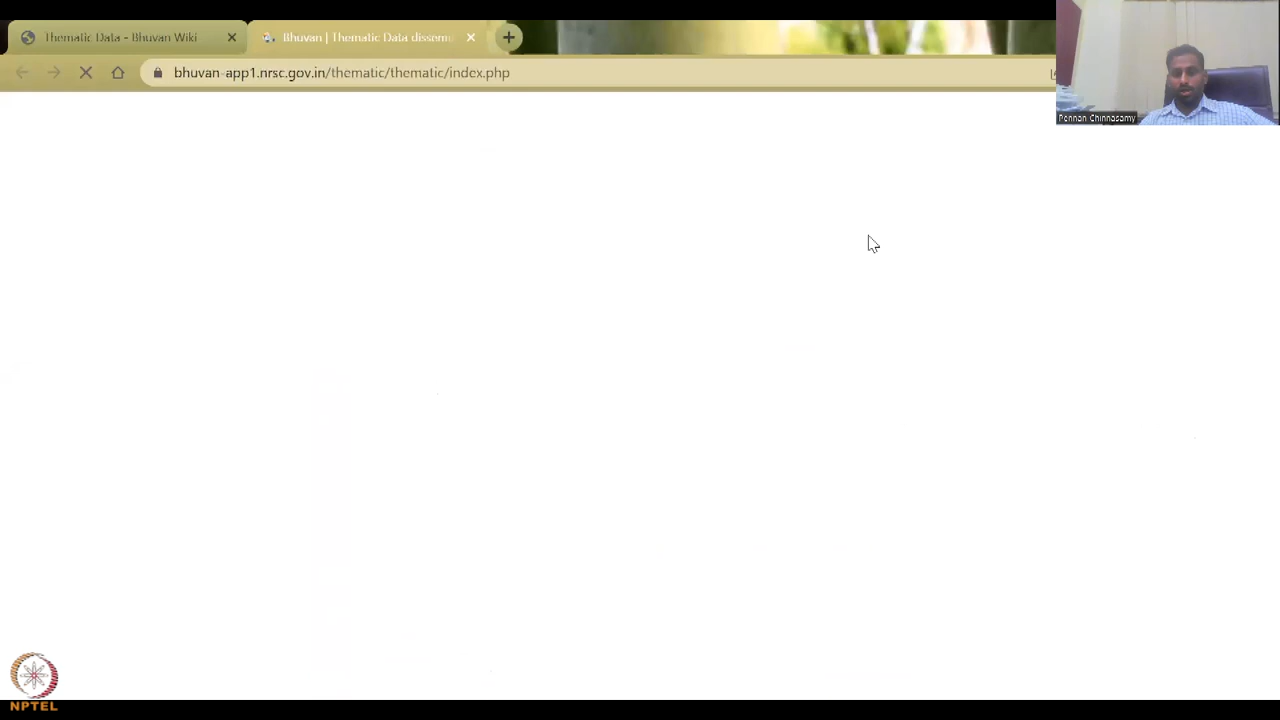 Thematic Data - Bhuvan Wiki
Bhuvan | Thematic Data dissem
bhuvan-app1.nrsc.gov.in/thematic/thematic/index.php
Pennan Chinnasamy
NPTEL